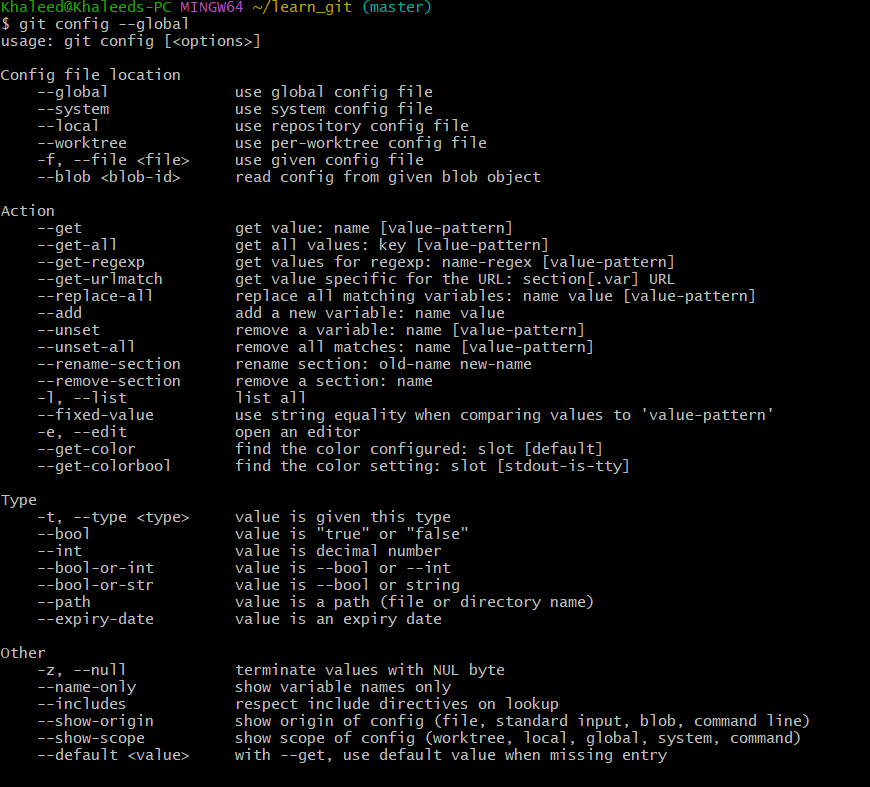 Khaleed@Khaleeds-PC MINGW64 ~/learn_git (master)
$ git config --global
usage: git config [<options>]

Config file location
    --global              use global config file
    --system              use system config file
    --local               use repository config file
    --worktree            use per-worktree config file
    -f, --file <file>     use given config file
    --blob <blob-id>      read config from given blob object

Action
    --get                 get value: name [value-pattern]
    --get-all             get all values: key [value-pattern]
    --get-regexp          get values for regexp: name-regex [value-pattern]
    --get-urlmatch        get value specific for the URL: section[.var] URL
    --replace-all         replace all matching variables: name value [value-pattern]
    --add                 add a new variable: name value
    --unset               remove a variable: name [value-pattern]
    --unset-all           remove all matches: name [value-pattern]
    --rename-section      rename section: old-name new-name
    --remove-section      remove a section: name
    -l, --list            list all
    --fixed-value         use string equality when comparing values to 'value-pattern'
    -e, --edit            open an editor
    --get-color           find the color configured: slot [default]
    --get-colorbool       find the color setting: slot [stdout-is-tty]

Type
    -t, --type <type>     value is given this type
    --bool                value is "true" or "false"
    --int                 value is decimal number
    --bool-or-int         value is --bool or --int
    --bool-or-str         value is --bool or string
    --path                value is a path (file or directory name)
    --expiry-date         value is an expiry date

Other
    -z, --null            terminate values with NUL byte
    --name-only           show variable names only
    --includes            respect include directives on lookup
    --show-origin         show origin of config (file, standard input, blob, command line)
    --show-scope          show scope of config (worktree, local, global, system, command)
    --default <value>     with --get, use default value when missing entry